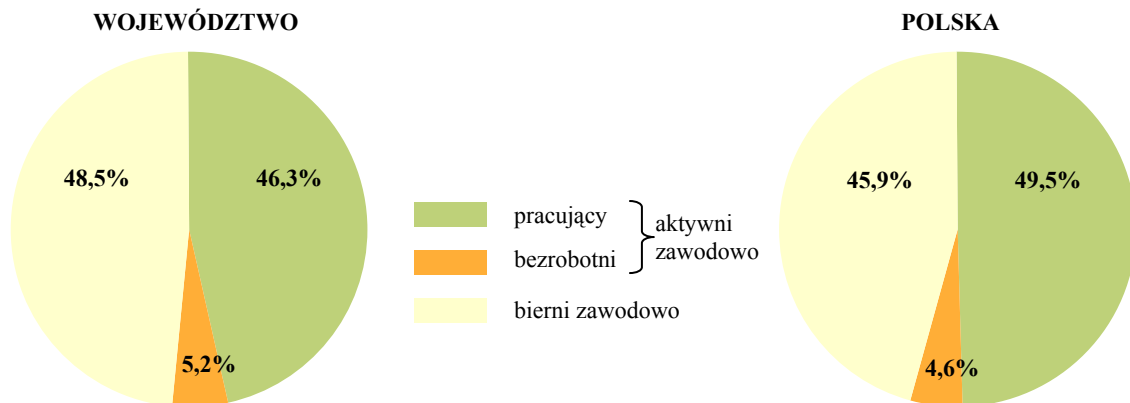 WOJEWÓDZTWO
48,5%
46,3%
5,2%
pracujący
bezrobotni
aktywni
zawodowo
bierni zawodowo
POLSKA
45,9%
49,5%
4,6%